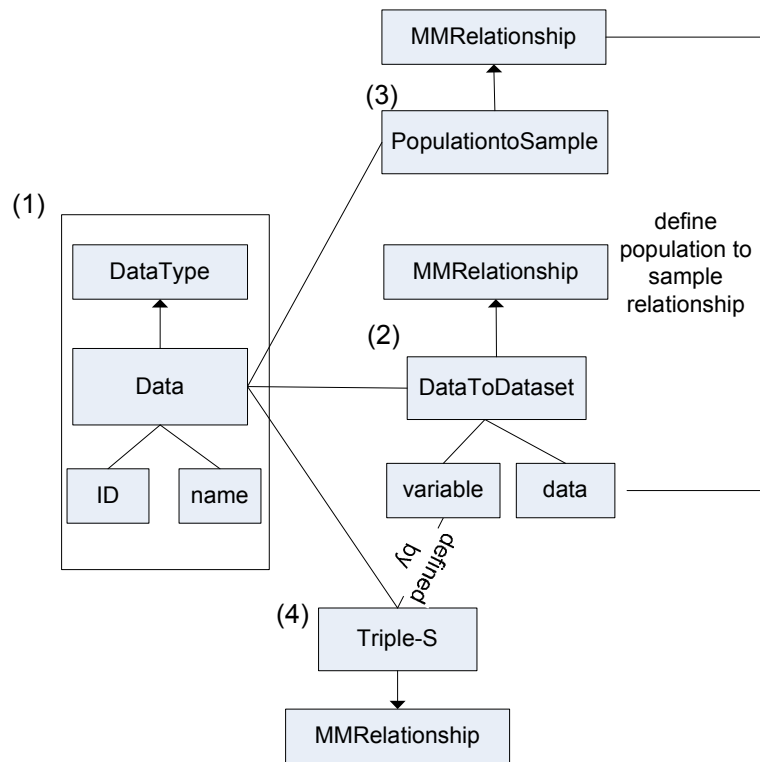 MMRelationship
(3)
PopulationtoSample
(1)
DataType
Data
ID
name
MMRelationship
define
population to
sample
relationship
(2)
DataToDataset
variable
data
defined
by
(4)
Triple-S
MMRelationship